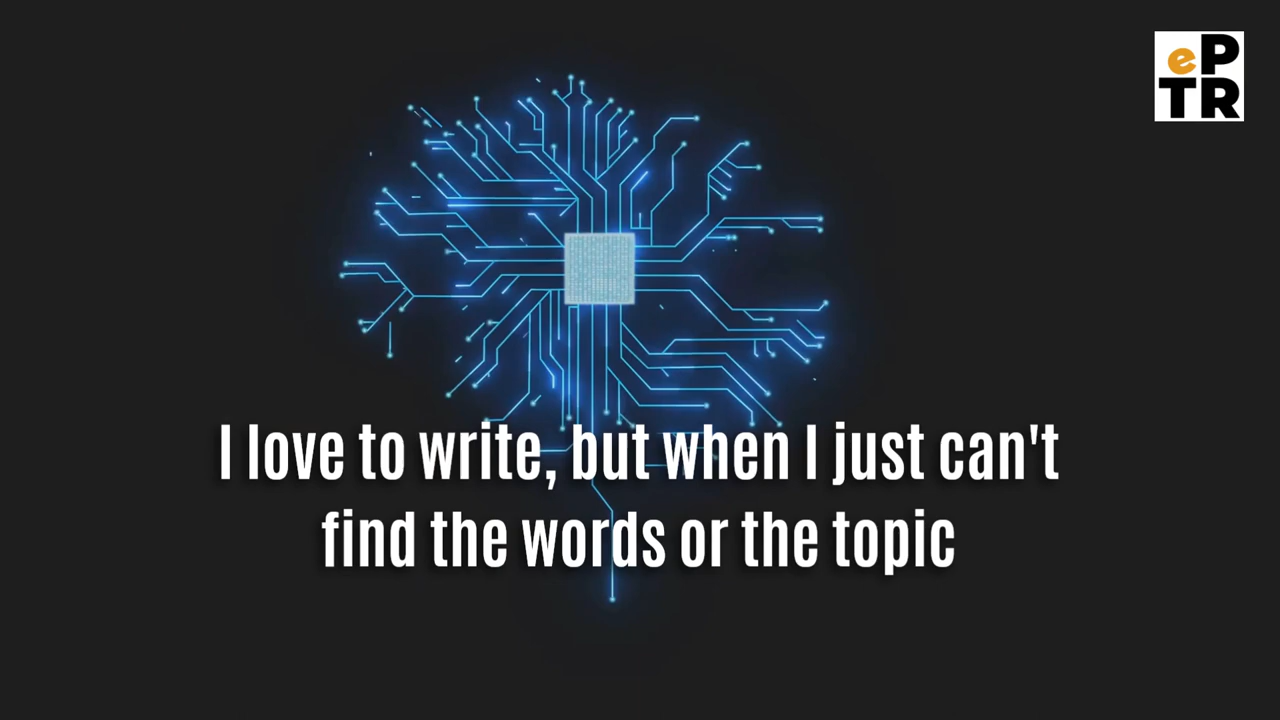 eP
TR
I love to write, but when I just can't
find the words or the topic